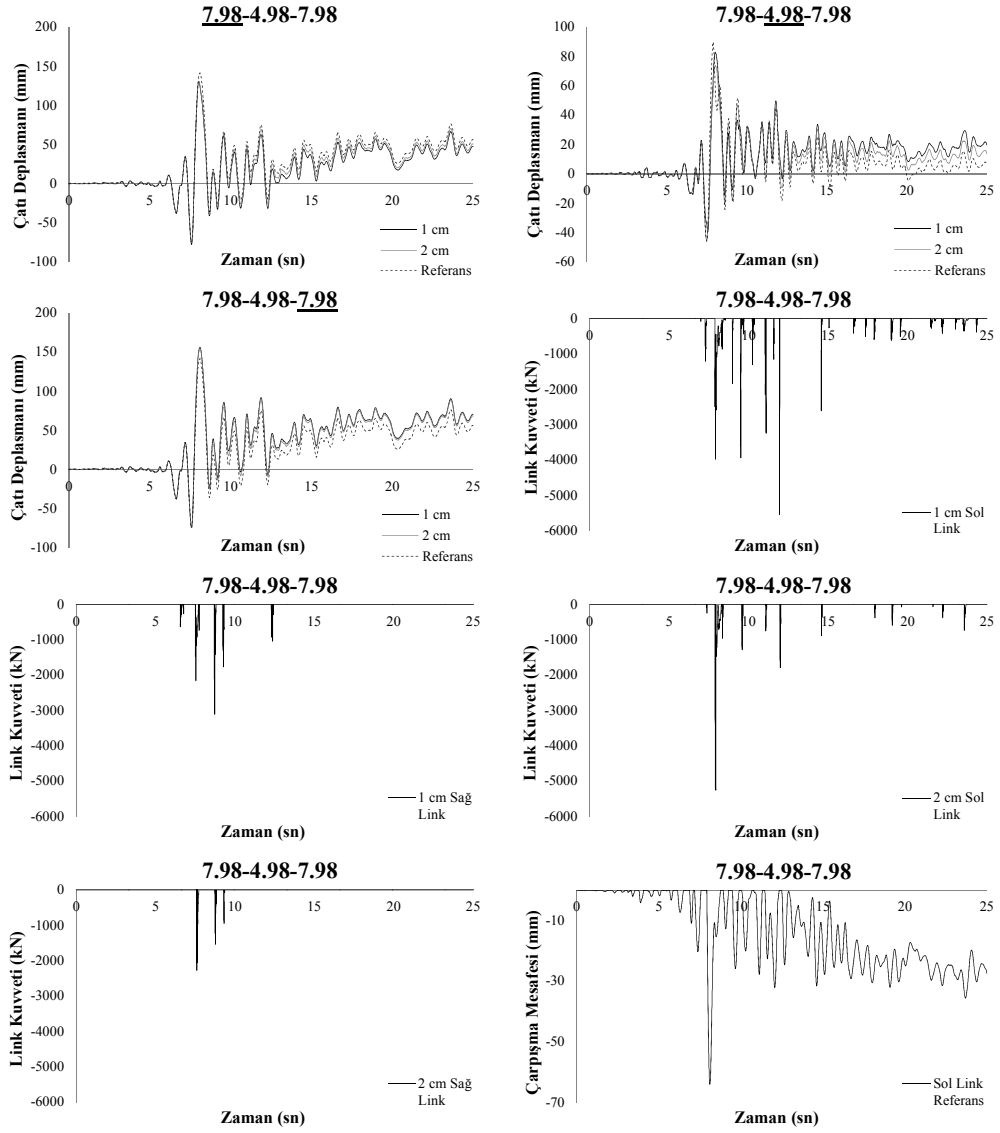 7.98-4.98-7.98
Çatı Deplasmanı (mm)
200
150
100
50
0
-50
-100
0 5 10 15 20 25
1 cm
2 cm
Referans
Zaman (sn)
7.98-4.98-7.98
Çatı Deplasmanı (mm)
100
80
60
40
20
0
-20
-40
-60
0 5 10 15 20 25
1 cm
2 cm
Referans
Zaman (sn)
7.98-4.98-7.98
Çatı Deplasmanı (mm)
200
150
100
50
0
-50
-100
0 5 10 15 20 25
1 cm
2 cm
Referans
Zaman (sn)
7.98-4.98-7.98
Link Kuvveti (kN)
0
-1000
-2000
-3000
-4000
-5000
-6000
0 5 10 15 20 25
1 cm Sol
Link
Zaman (sn)
7.98-4.98-7.98
Link Kuvveti (kN)
0
-1000
-2000
-3000
-4000
-5000
-6000
0 5 10 15 20 25
1 cm Sağ
Link
Zaman (sn)
7.98-4.98-7.98
Link Kuvveti (kN)
0
-1000
-2000
-3000
-4000
-5000
-6000
0 5 10 15 20 25
2 cm Sol
Link
Zaman (sn)
7.98-4.98-7.98
Link Kuvveti (kN)
0
-1000
-2000
-3000
-4000
-5000
-6000
0 5 10 15 20 25
2 cm Sağ
Link
Zaman (sn)
7.98-4.98-7.98
Çarpışma Mesafesi (mm)
-10
-30
-50
-70
0 5 10 15 20 25
Sol Link
Referans
Zaman (sn)